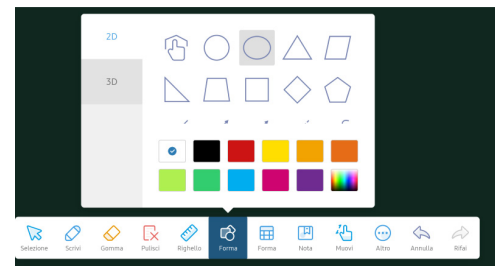 2D
3D
Selezione Scrivi Gomma Pulisci Righello Forma Forma Nota Muovi Altro Annulla Rifai